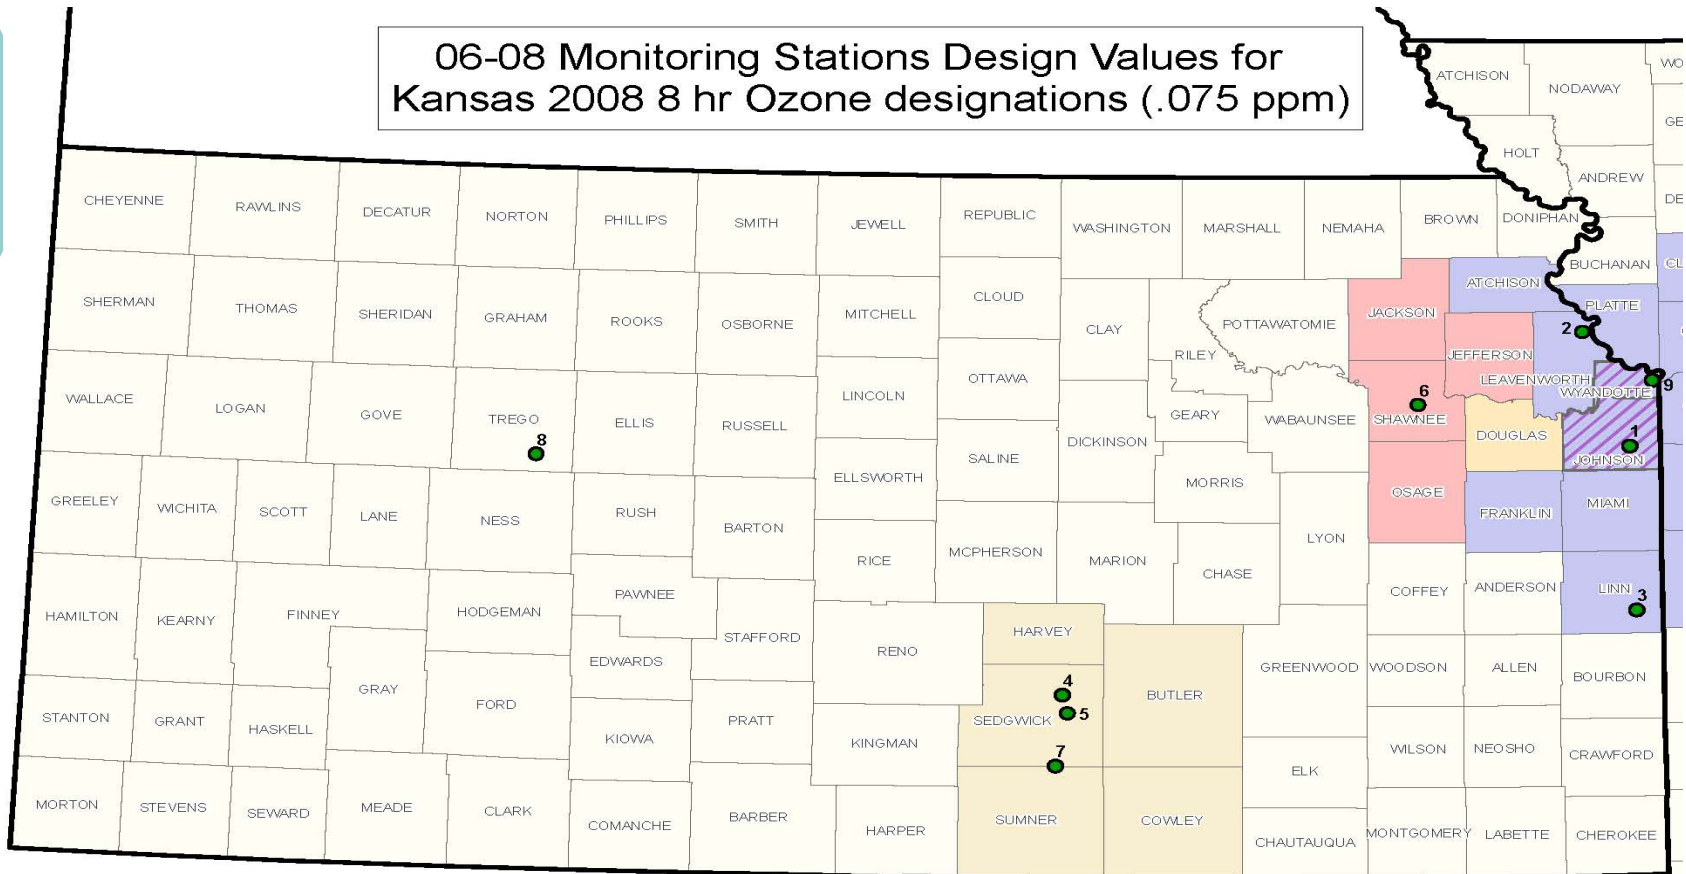 06-08 Monitoring Stations Design Values for
Kansas 2008 8 hr Ozone designations (.075 ppm)
ATCHISON
NODAWAY
WO
GE
HOLT
ANDREW
DE
CHEYENNE
RAWLINS
DECATUR
NORTON
PHILLIPS
SMITH
JEWELL
REPUBLIC
WASHINGTON
MARSHALL
NEMAHA
BROWN
DONIPHAN
BUCHANAN
CL
SHERMAN
THOMAS
SHERIDAN
GRAHAM
ROOKS
OSBORNE
MITCHELL
CLOUD
CLAY
RILEY
POTTAWATOMIE
JACKSON
ATCHISON
PLATTE
2
JEFFERSON
LEAVENWORTH
WYANDOTTE
9
WALLACE
LOGAN
GOVE
TREGO
8
ELLIS
RUSSELL
LINCOLN
OTTAWA
DICKINSON
GEARY
WABAUNSEE
6
SHAWNEE
DOUGLAS
1
JOHNSON
GREELEY
WICHITA
SCOTT
LANE
NESS
RUSH
BARTON
ELLSWORTH
SALINE
MORRIS
OSAGE
FRANKLIN
MIAMI
RICE
MCPHERSON
MARION
CHASE
LYON
COFFEY
ANDERSON
LINN
3
HAMILTON
KEARNY
FINNEY
HODGEMAN
PAWNEE
STAFFORD
EDWARDS
RENO
HARVEY
GREENWOOD
WOODSON
ALLEN
BOURBON
GRAY
FORD
4
SEDGWICK
5
BUTLER
STANTON
GRANT
HASKELL
KIOWA
PRATT
KINGMAN
7
ELK
WILSON
NEOSHO
CRAWFORD
MORTON
STEVENS
SEWARD
MEADE
CLARK
COMANCHE
BARBER
HARPER
SUMNER
COWLEY
CHAUTAUQUA
MONTGOMERY
LABETTE
CHEROKEE